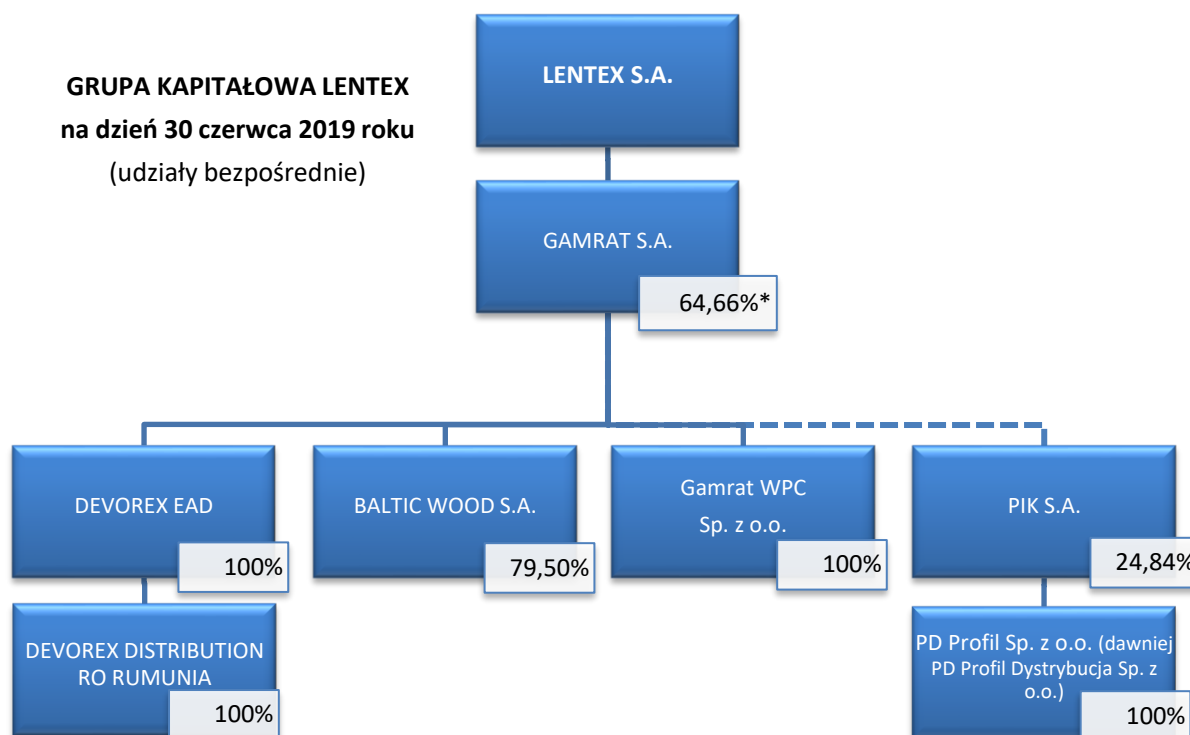 GRUPA KAPITAŁOWA LENTEX
na dzień 30 czerwca 2019 roku
(udziały bezpośrednie)
LENTEX S.A.
GAMRAT S.A.
64,66%*
DEVOREX EAD
100%
BALTIC WOOD S.A.
79,50%
Gamrat WPC
Sp. z o.o.
100%
PIK S.A.
24,84%
DEVOREX DISTRIBUTION
RO RUMUNIA
100%
PD Profil Sp. z o.o. (dawniej
PD Profil Dystrybucja Sp. z
o.o.)
100%